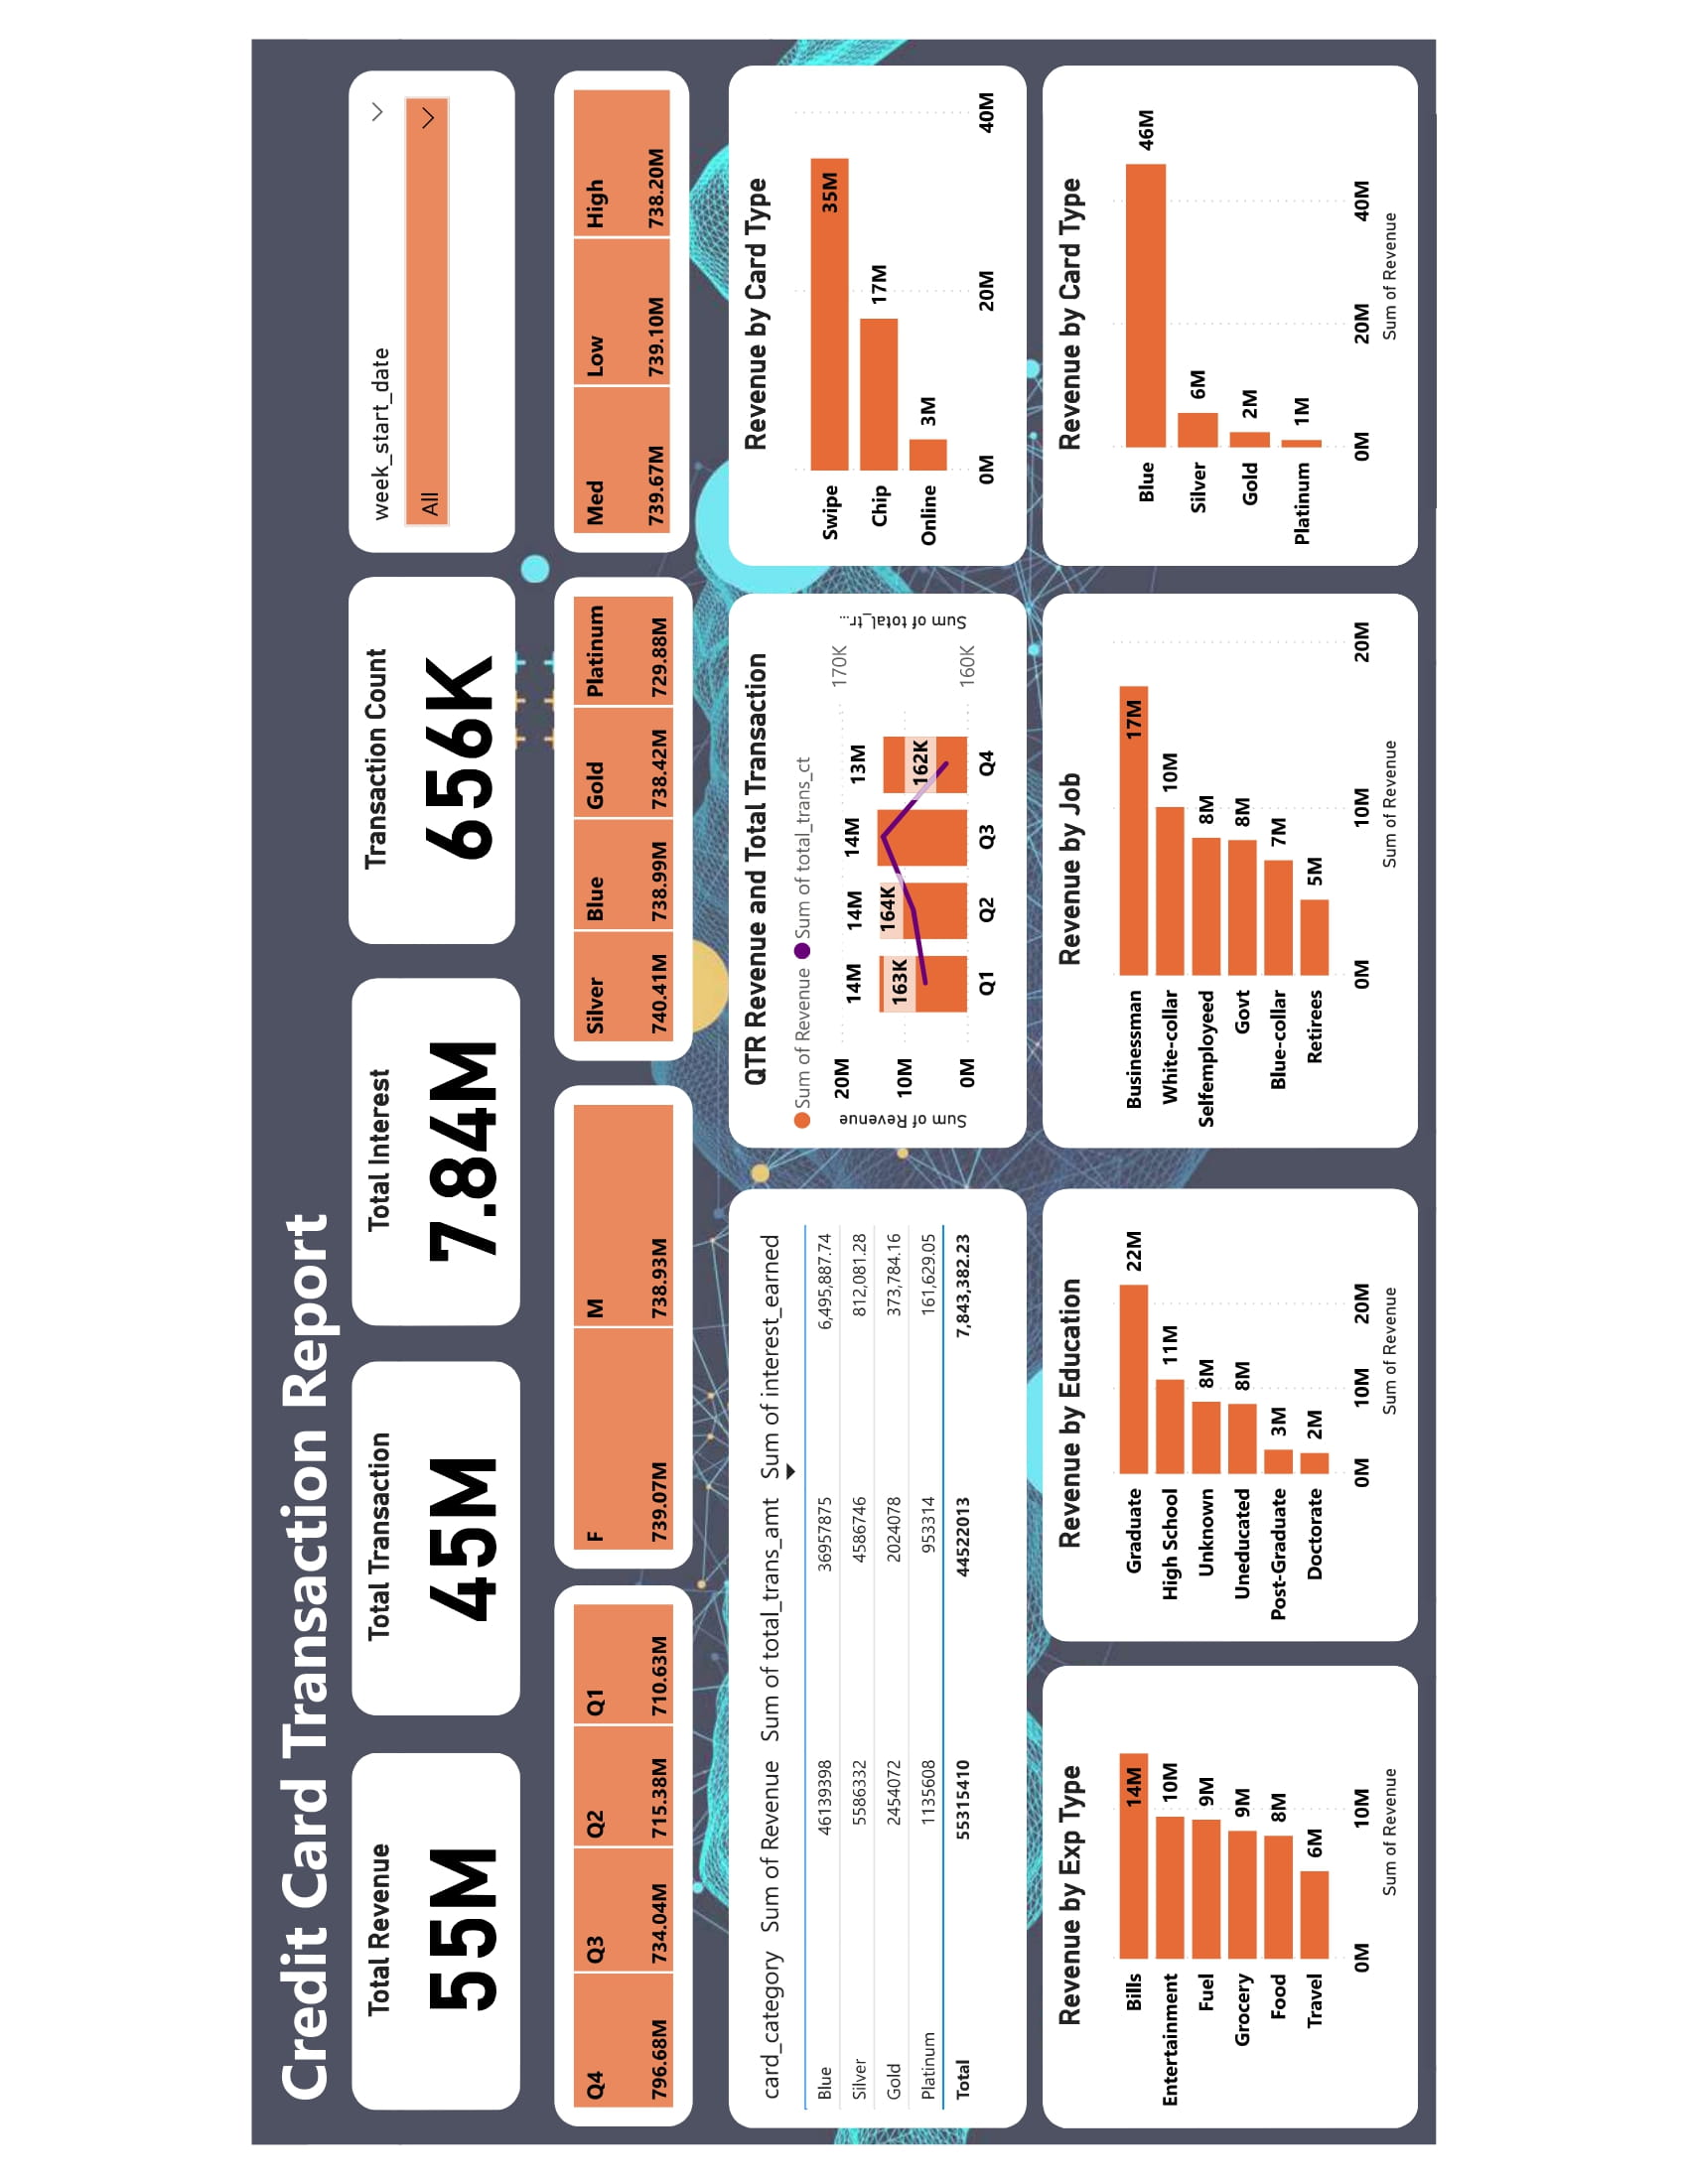 Credit Card Transaction Report
Total Revenue
55M
Total Transaction
45M
Total Interest
7.84M
Transaction Count
656K
week_start_date
All
Q4 Q3 Q2 Q1
796.68M 734.04M 715.38M 710.63M
F M
739.07M 738.93M
Silver Blue Gold Platinum
740.41M 738.99M 738.42M 729.88M
Med Low High
739.67M 739.10M 738.20M
card_category Sum of Revenue Sum of total_trans_amt Sum of interest_earned
Blue 46139398 36957875 6,495,887.74
Silver 5586332 4586746 812,081.28
Gold 2454072 2024078 373,784.16
Platinum 1135608 953314 161,629.05
Total 55315410 44522013 7,843,382.23
QTR Revenue and Total Transaction
Sum of Revenue Sum of total_trans_ct
Sum of Revenue
20M
10M
0M
14M 14M 14M 13M
163K 164K 162K
170K
160K
Sum of total_tr...
Q1 Q2 Q3 Q4
Revenue by Card Type
Swipe 35M
Chip 17M
Online 3M
0M 20M 40M
Revenue by Exp Type
Bills 14M
Entertainment 10M
Fuel 9M
Grocery 9M
Food 8M
Travel 6M
0M 10M
Sum of Revenue
Revenue by Education
Graduate 22M
High School 11M
Unknown 8M
Uneducated 8M
Post-Graduate 3M
Doctorate 2M
0M 10M 20M
Sum of Revenue
Revenue by Job
Businessman 17M
White-collar 10M
Selfemployeed 8M
Govt 8M
Blue-collar 7M
Retirees 5M
0M 10M 20M
Sum of Revenue
Revenue by Card Type
Blue 46M
Silver 6M
Gold 2M
Platinum 1M
0M 20M 40M
Sum of Revenue